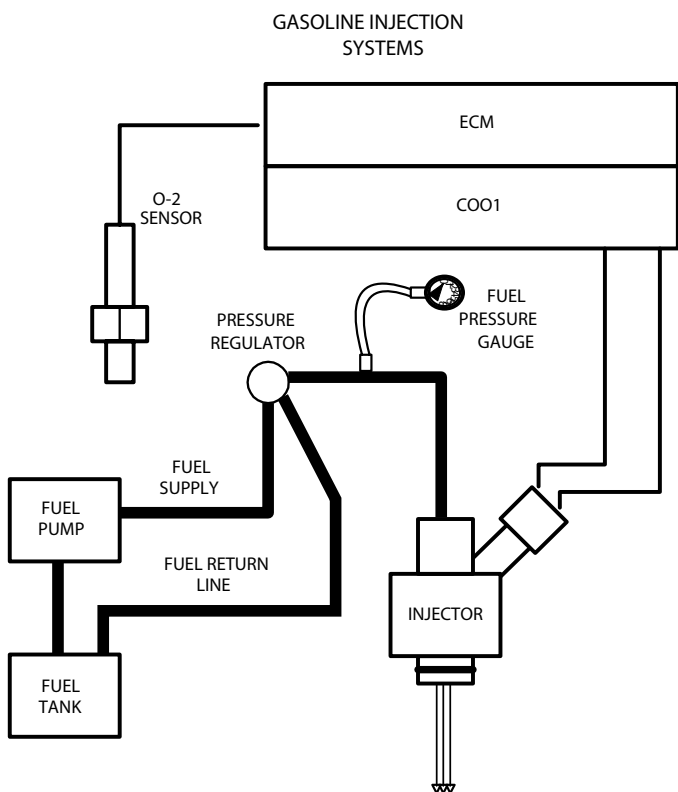 GASOLINE INJECTION
SYSTEMS
ECM
COO1
O-2
SENSOR
FUEL
PRESSURE
GAUGE
PRESSURE
REGULATOR
FUEL
SUPPLY
FUEL
PUMP
FUEL RETURN
LINE
INJECTOR
FUEL
TANK